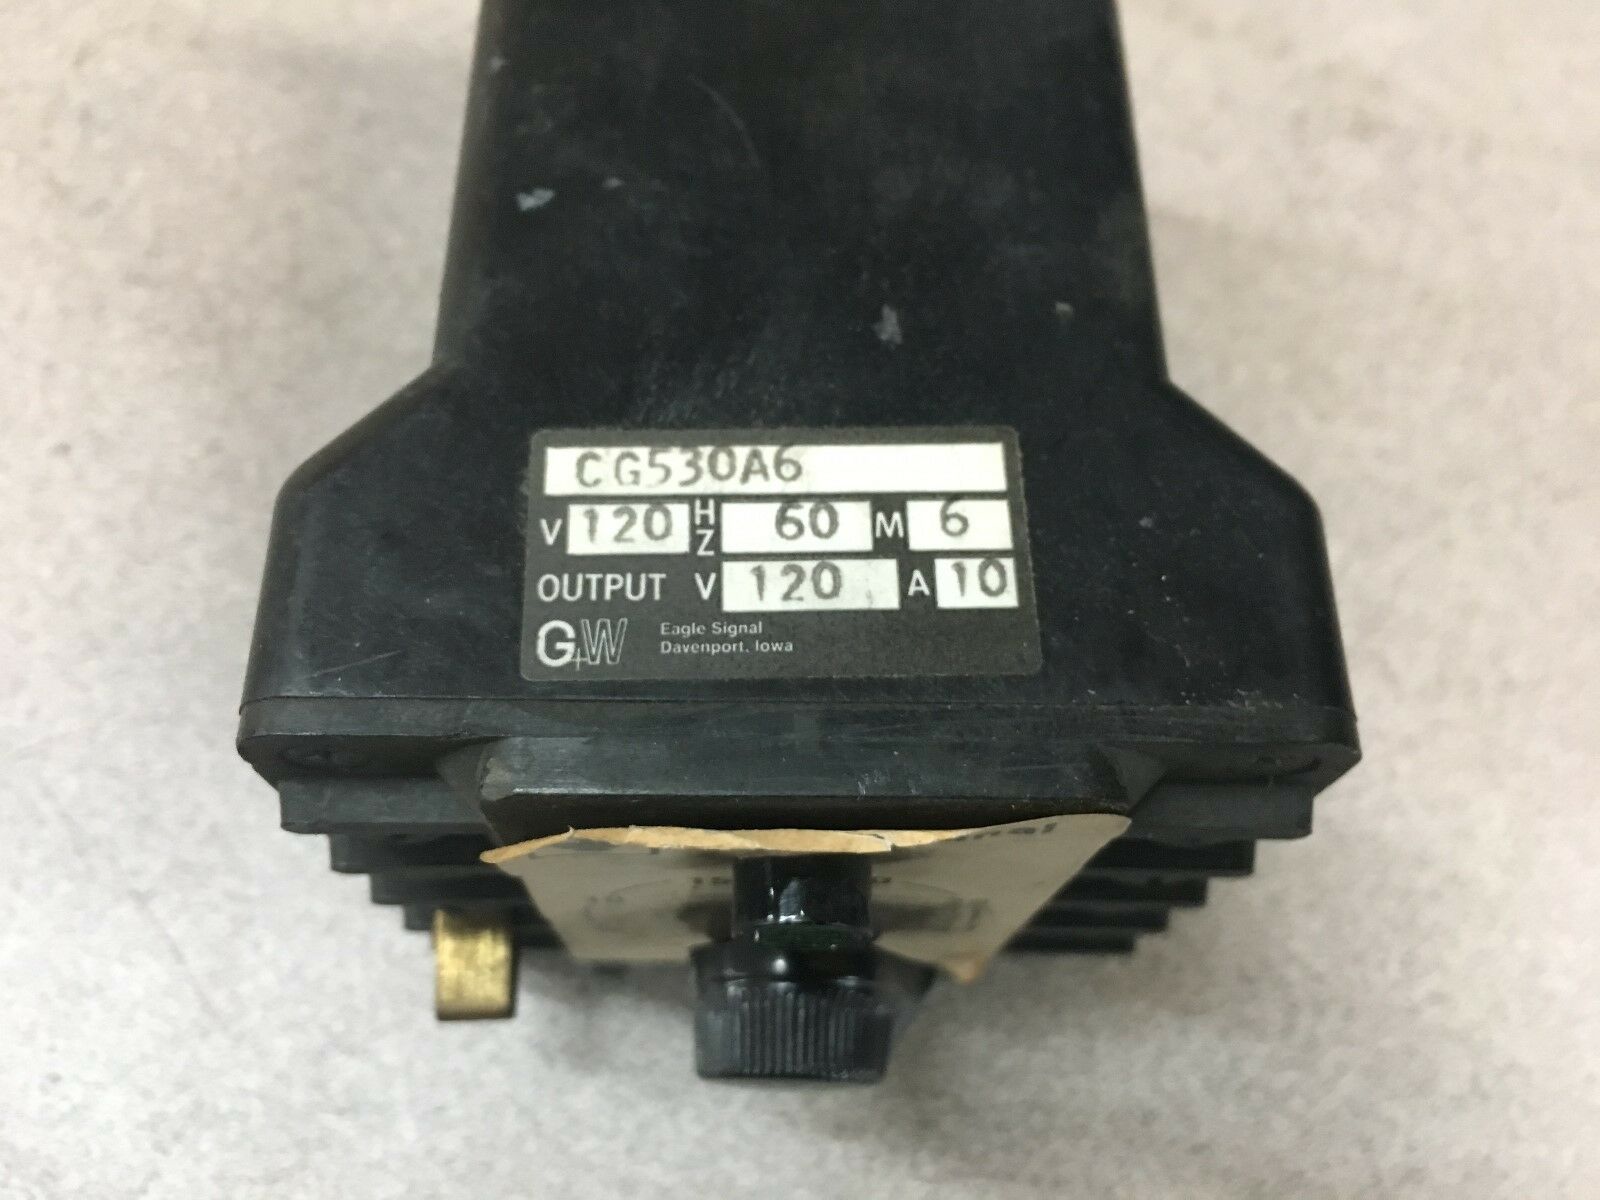 CG530A6
V 120 HZ 60 M 6
OUTPUT V 120 A 10
G+W Eagle Signal
Davenport, Iowa